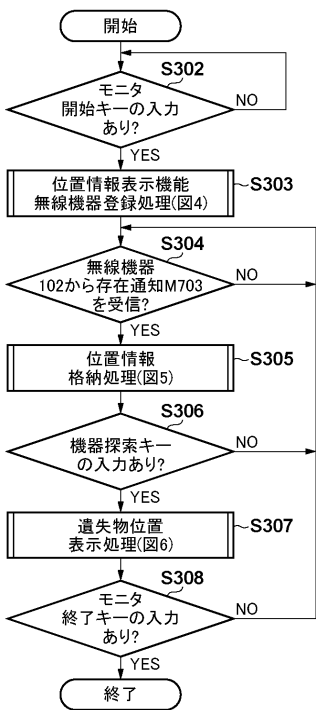 開始
S302
モニタ
開始キーの入力
あり?
NO
YES
位置情報表示機能
無線機器登録処理(図4)
S303
S304
無線機器
102から存在通知M703
を受信?
NO
YES
位置情報
格納処理(図5)
S305
S306
機器探索キー
の入力あり?
NO
YES
遺失物位置
表示処理(図6)
S307
S308
モニタ
終了キーの入力
あり?
NO
YES
終了